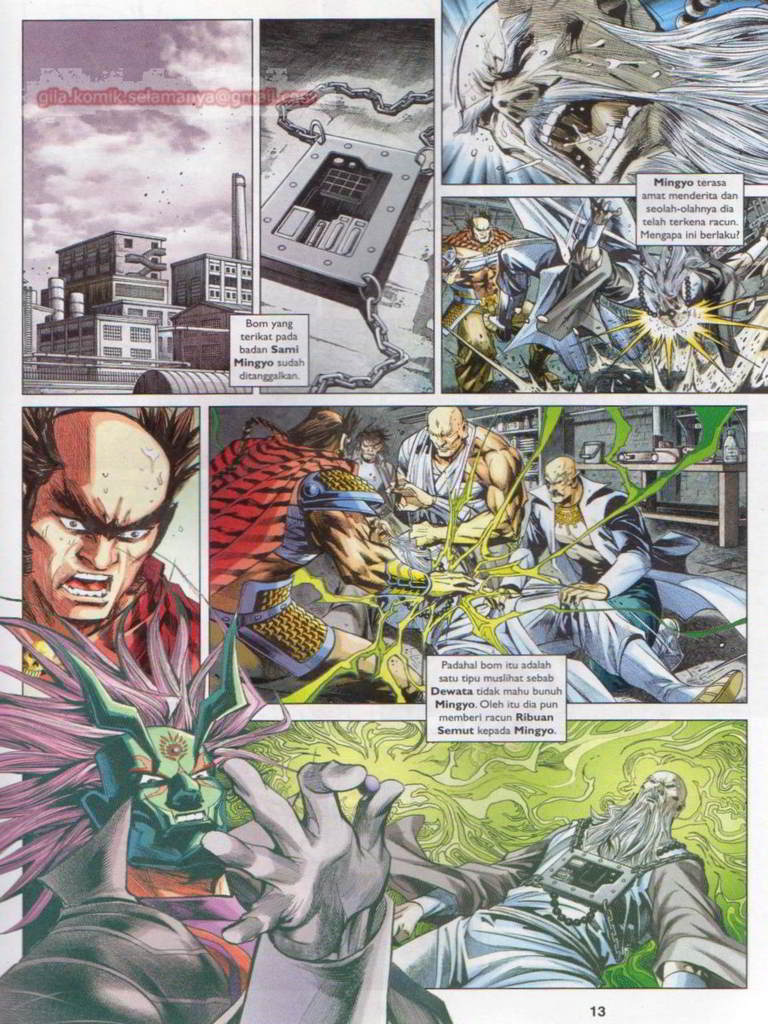 gila.komik.selamanya@gmail.com
Bom yang
terikat pada
badan Sami
Mingyo sudah
ditanggalkan.
Mingyo terasa
amat menderita dan
seolah-olahnya dia
telah terkena racun.
Mengapa ini berlaku?
Padahal bom itu adalah
satu tipu muslihat sebab
Dewata tidak mahu bunuh
Mingyo. Oleh itu dia pun
memberi racun Ribuan
Semut kepada Mingyo.
13